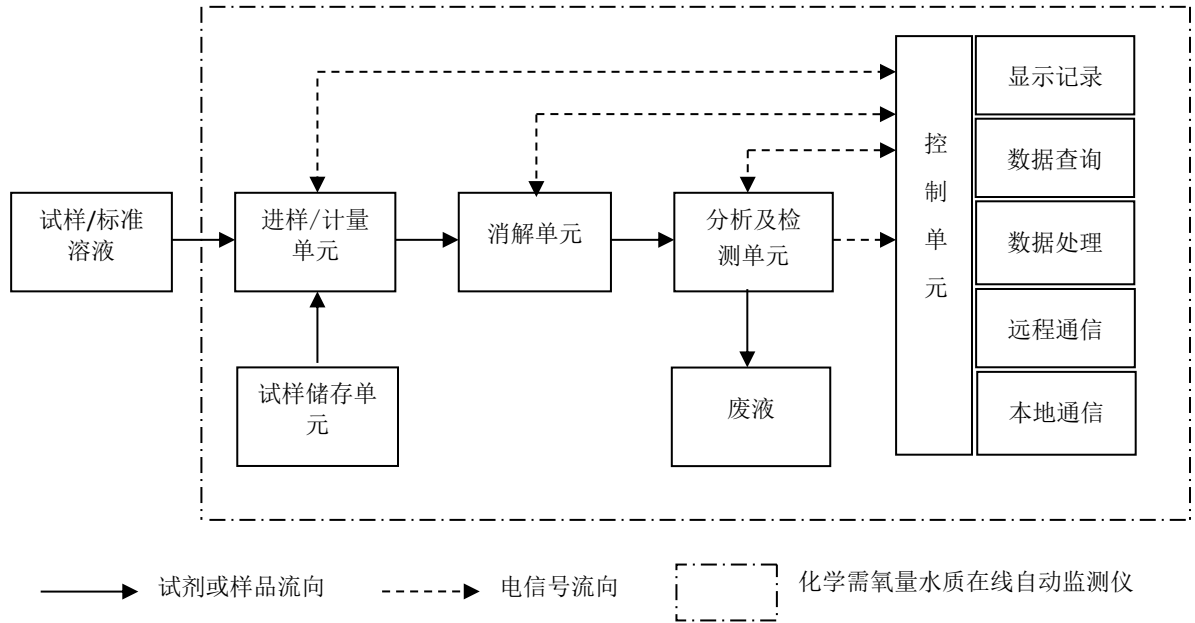 试样/标准
溶液
进样/计量
单元
消解单元
分析及检
测单元
试样储存单
元
废液
控
制
单
元
显示记录
数据查询
数据处理
远程通信
本地通信
试剂或样品流向
电信号流向
化学需氧量水质在线自动监测仪